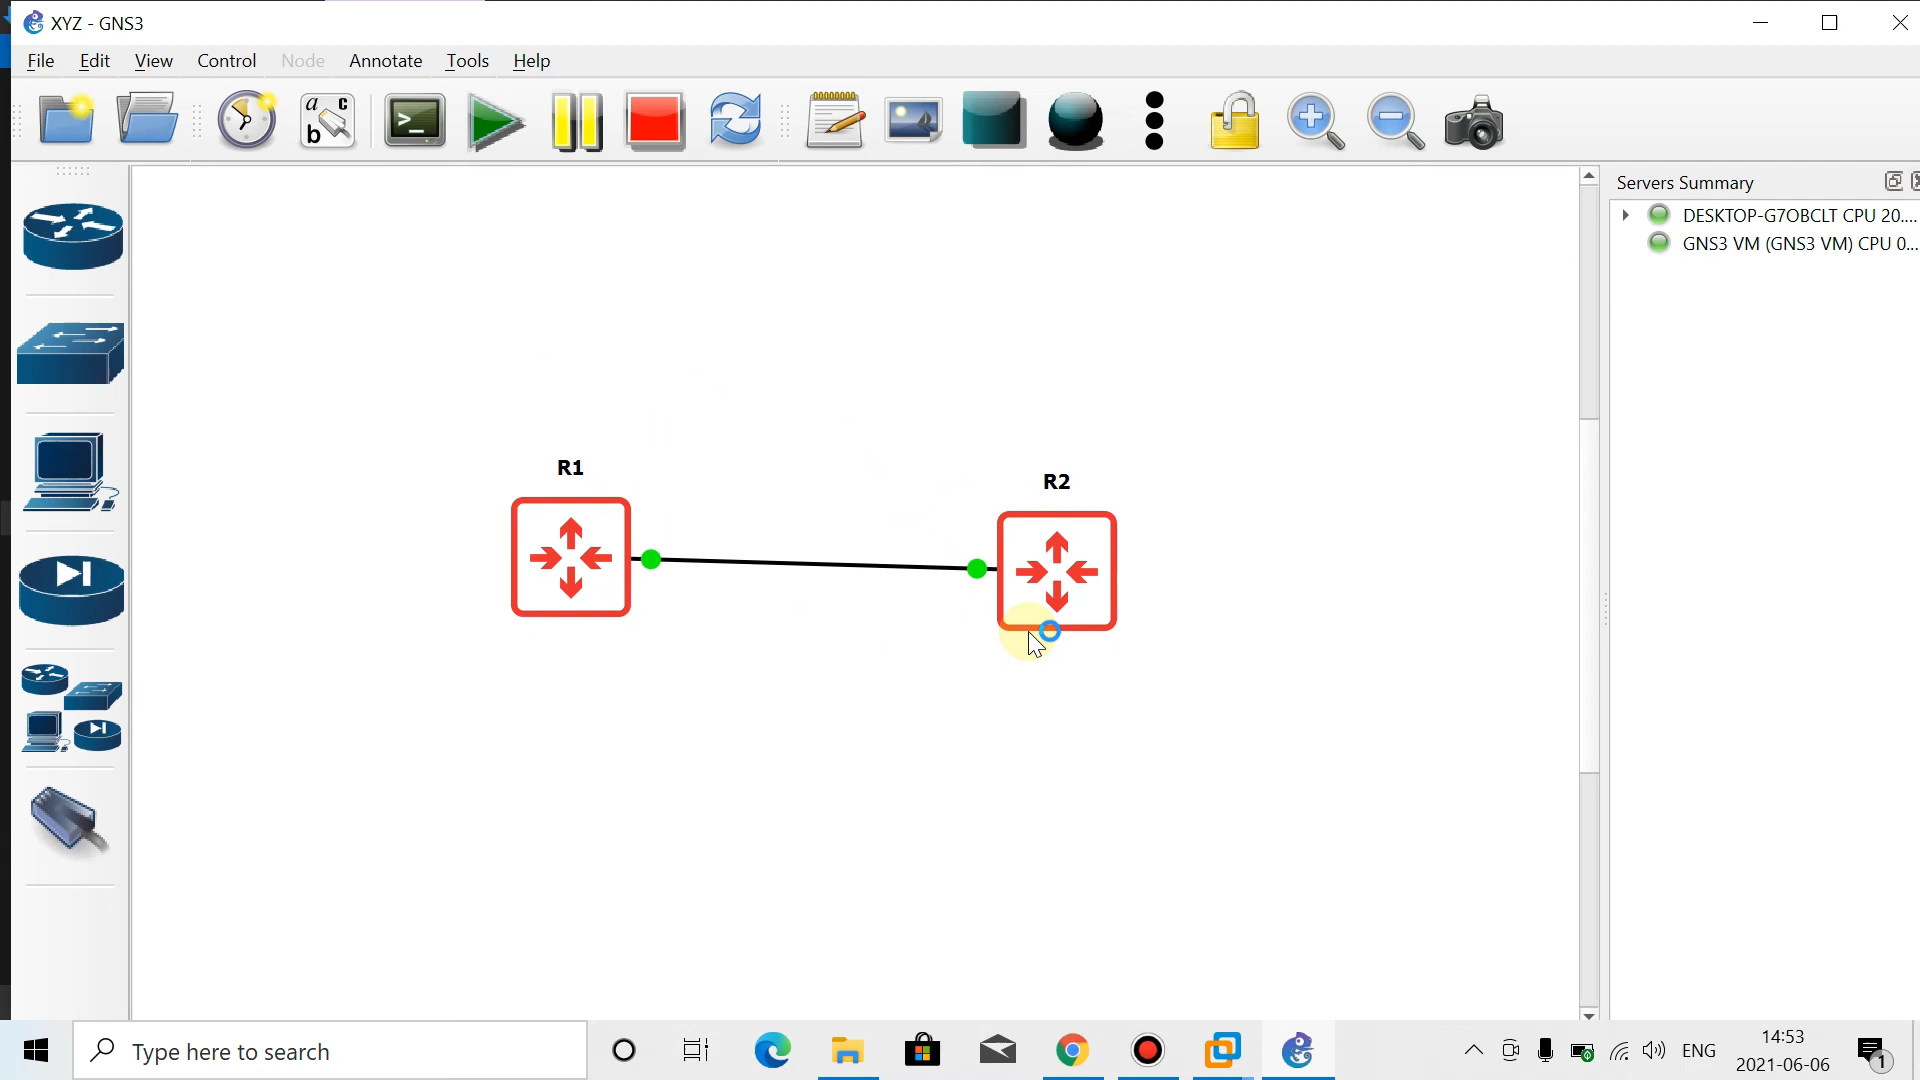 XYZ - GNS3
File Edit View Control Node Annotate Tools Help
a c
b
>_
Servers Summary
DESKTOP-G7OBCLT CPU 20....
GNS3 VM (GNS3 VM) CPU 0...
R1
R2
Type here to search
ENG
14:53
2021-06-06
1